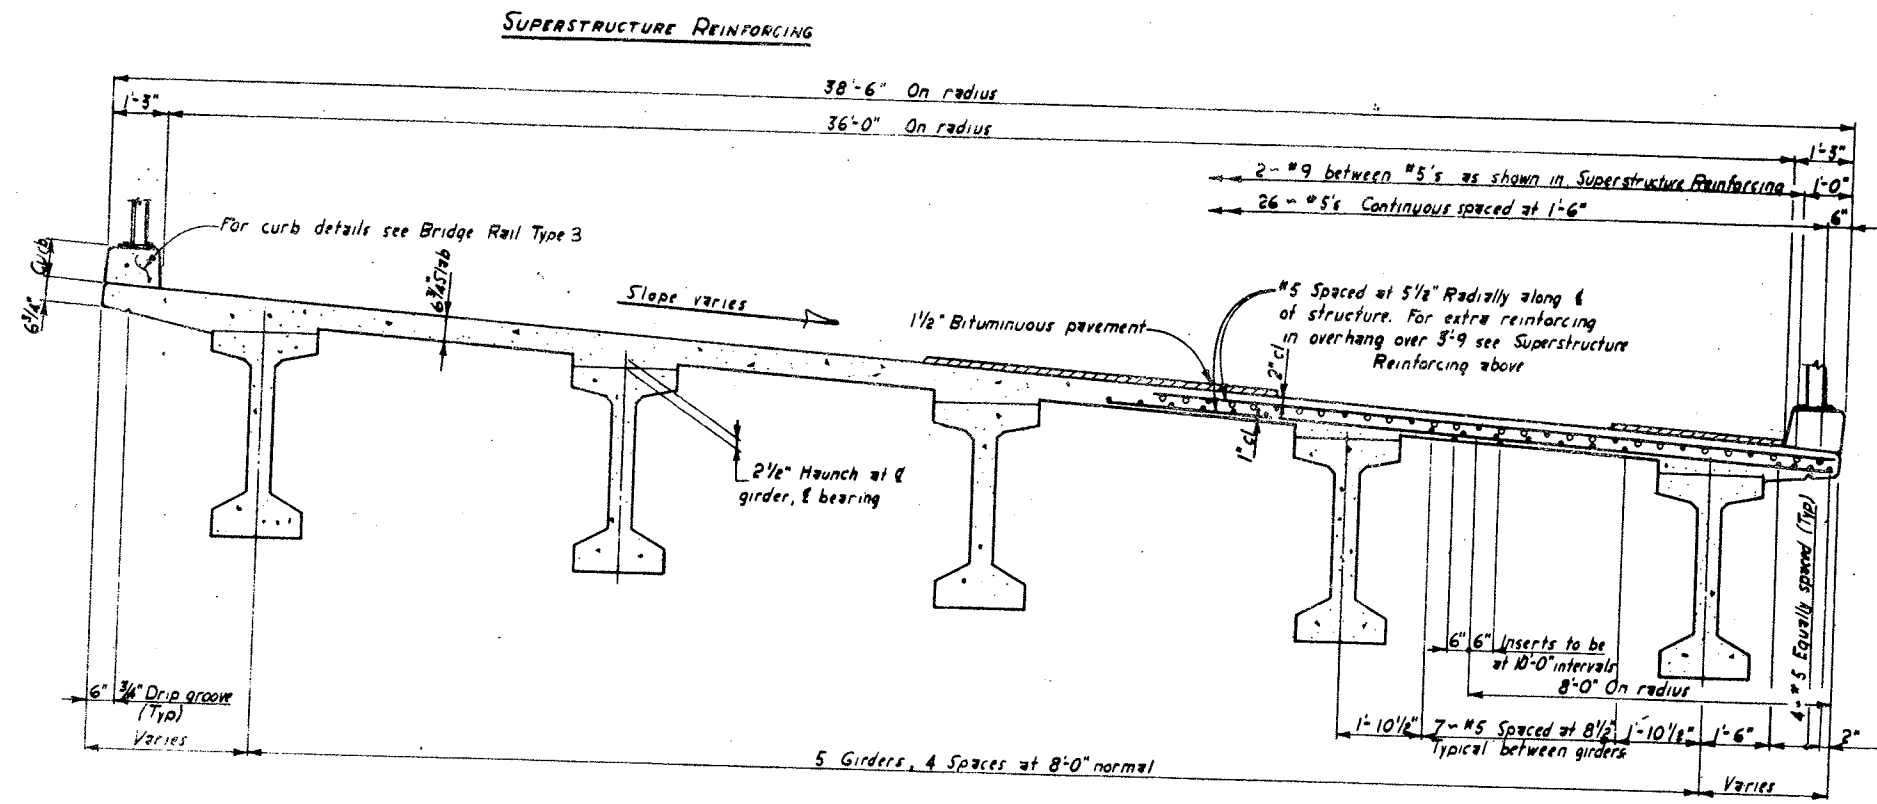 SUPERSTRUCTURE REINFORCING
38'-6" On radius
1'-3"
36'-0" On radius
1'-3"
2~ #9 between #5's as shown in Superstructure Reinforcing
1'-0"
26 ~ #5's Continuous spaced at 1'-6"
6"
For curb details see Bridge Rail Type 3
Curb
6 3/4"
6 3/4" Slab
Slope varies
1 1/2" Bituminuous pavement
#5 Spaced at 5 1/2" Radially along ℄
of structure. For extra reinforcing
in overhang over 3'-9 see Superstructure
Reinforcing above
2" cl
1" cl
2 1/2" Haunch at ℄
girder, ℄ bearing
6" 6" Inserts to be
at 10'-0" intervals
8'-0" On radius
4~#5 Equally spaced (Typ)
6" 3/4" Drip groove
(Typ)
Varies
1'-10 1/2"
7~ #5 Spaced at 8 1/2"
Typical between girders
1'-10 1/2"
1'-6"
2"
5 Girders, 4 Spaces at 8'-0" normal
Varies